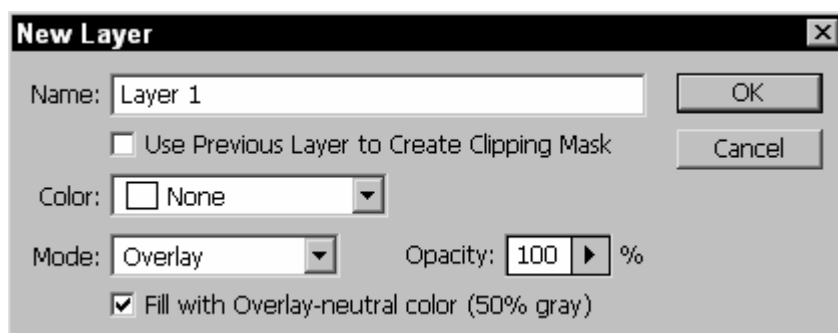 New Layer
Name: Layer 1 OK
Use Previous Layer to Create Clipping Mask Cancel
Color: None
Mode: Overlay Opacity: 100 %
Fill with Overlay-neutral color (50% gray)